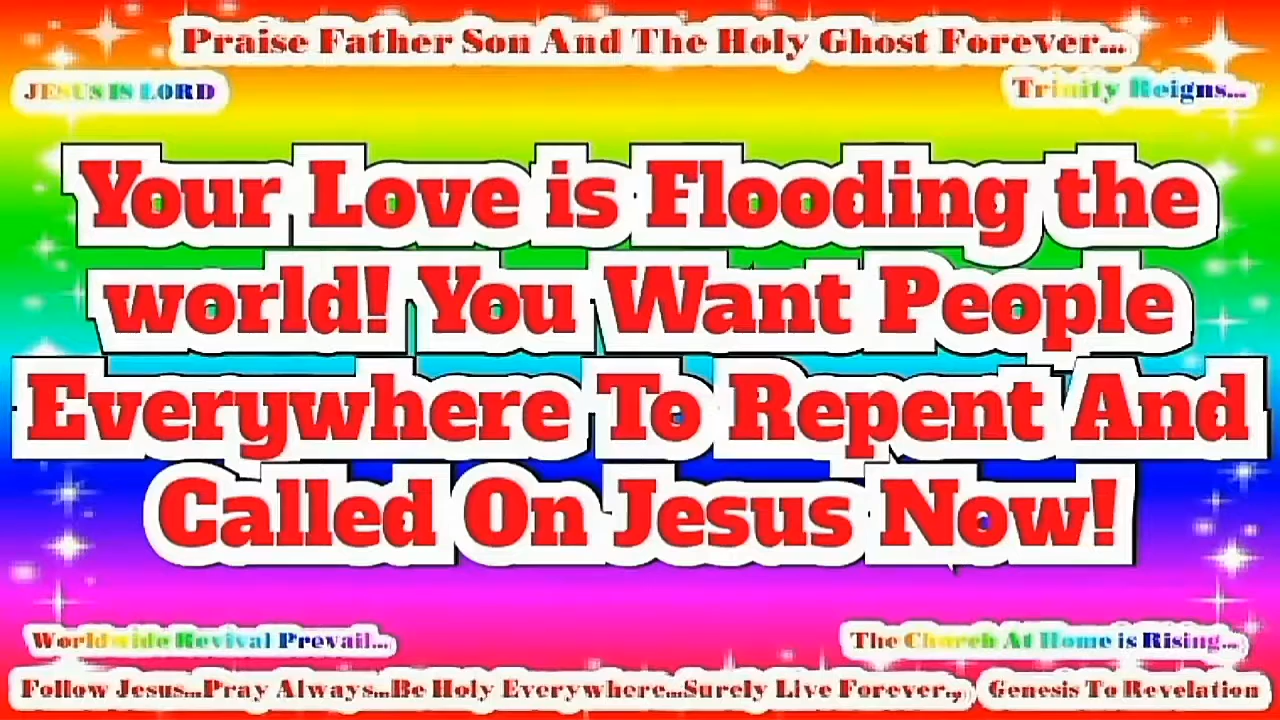 Praise Father Son And The Holy Ghost Forever...
JESUS IS LORD
Trinity Reigns...
Your Love is Flooding the
world! You Want People
Everywhere To Repent And
Called On Jesus Now!
Worldwide Revival Prevail...
The Church At Home is Rising...
Follow Jesus...Pray Always...Be Holy Everywhere...Surely Live Forever.,, Genesis To Revelation